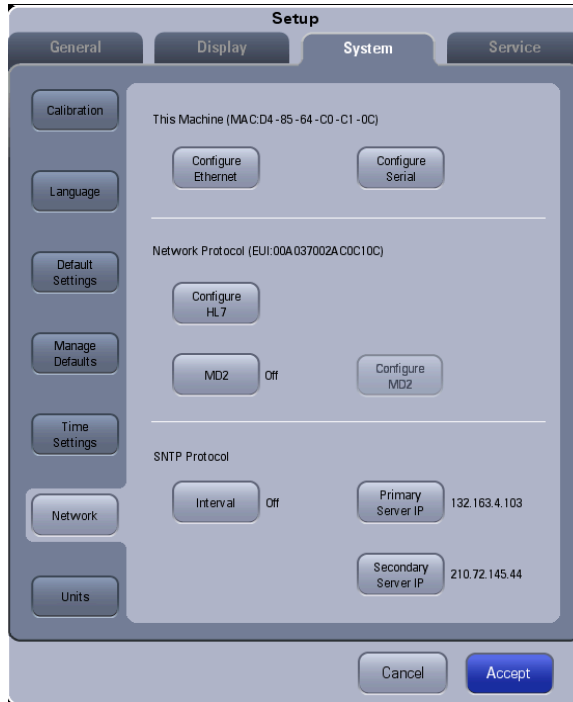 Setup
General Display System Service
Calibration
Language
Default
Settings
Manage
Defaults
Time
Settings
Network
Units
This Machine (MAC:D4-85-64-C0-C1-0C)
Configure
Ethernet
Configure
Serial
Network Protocol (EUI:00A037002AC0C10C)
Configure
HL7
MD2 Off
Configure
MD2
SNTP Protocol
Interval Off
Primary
Server IP
132.163.4.103
Secondary
Server IP
210.72.145.44
Cancel Accept